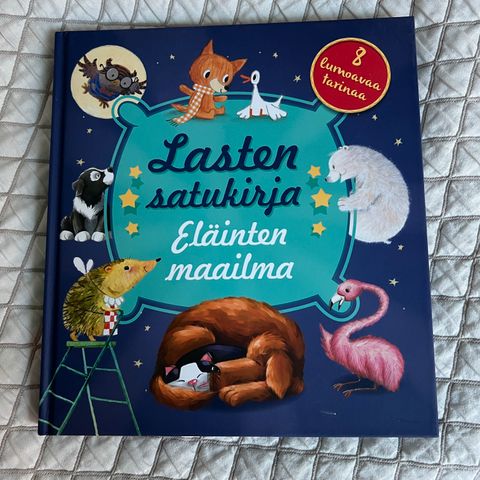 8
lumoavaa
tarinaa
Lasten
satukirja
Eläinten
maailma